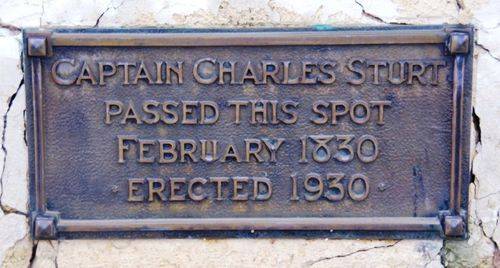 CAPTAIN CHARLES STURT
PASSED THIS SPOT
FEBRUARY 1830
· ERECTED 1930 ·